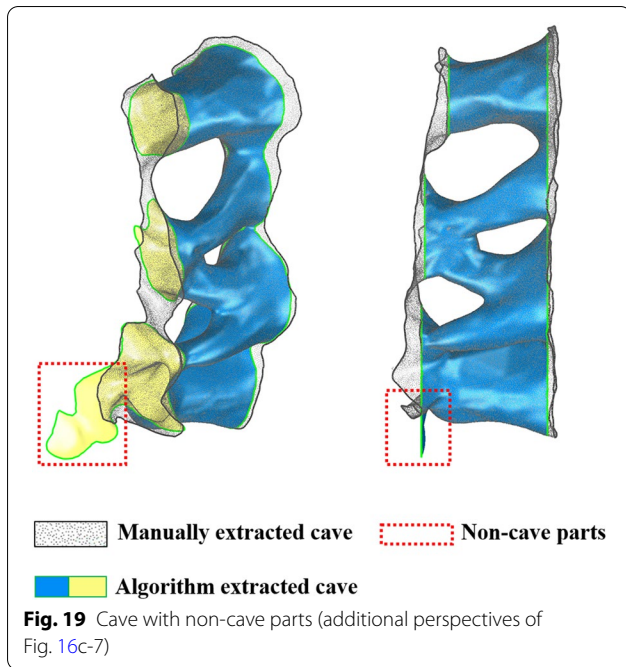 Manually extracted cave
Non-cave parts
Algorithm extracted cave
Fig. 19 Cave with non-cave parts (additional perspectives of
Fig. 16c-7)